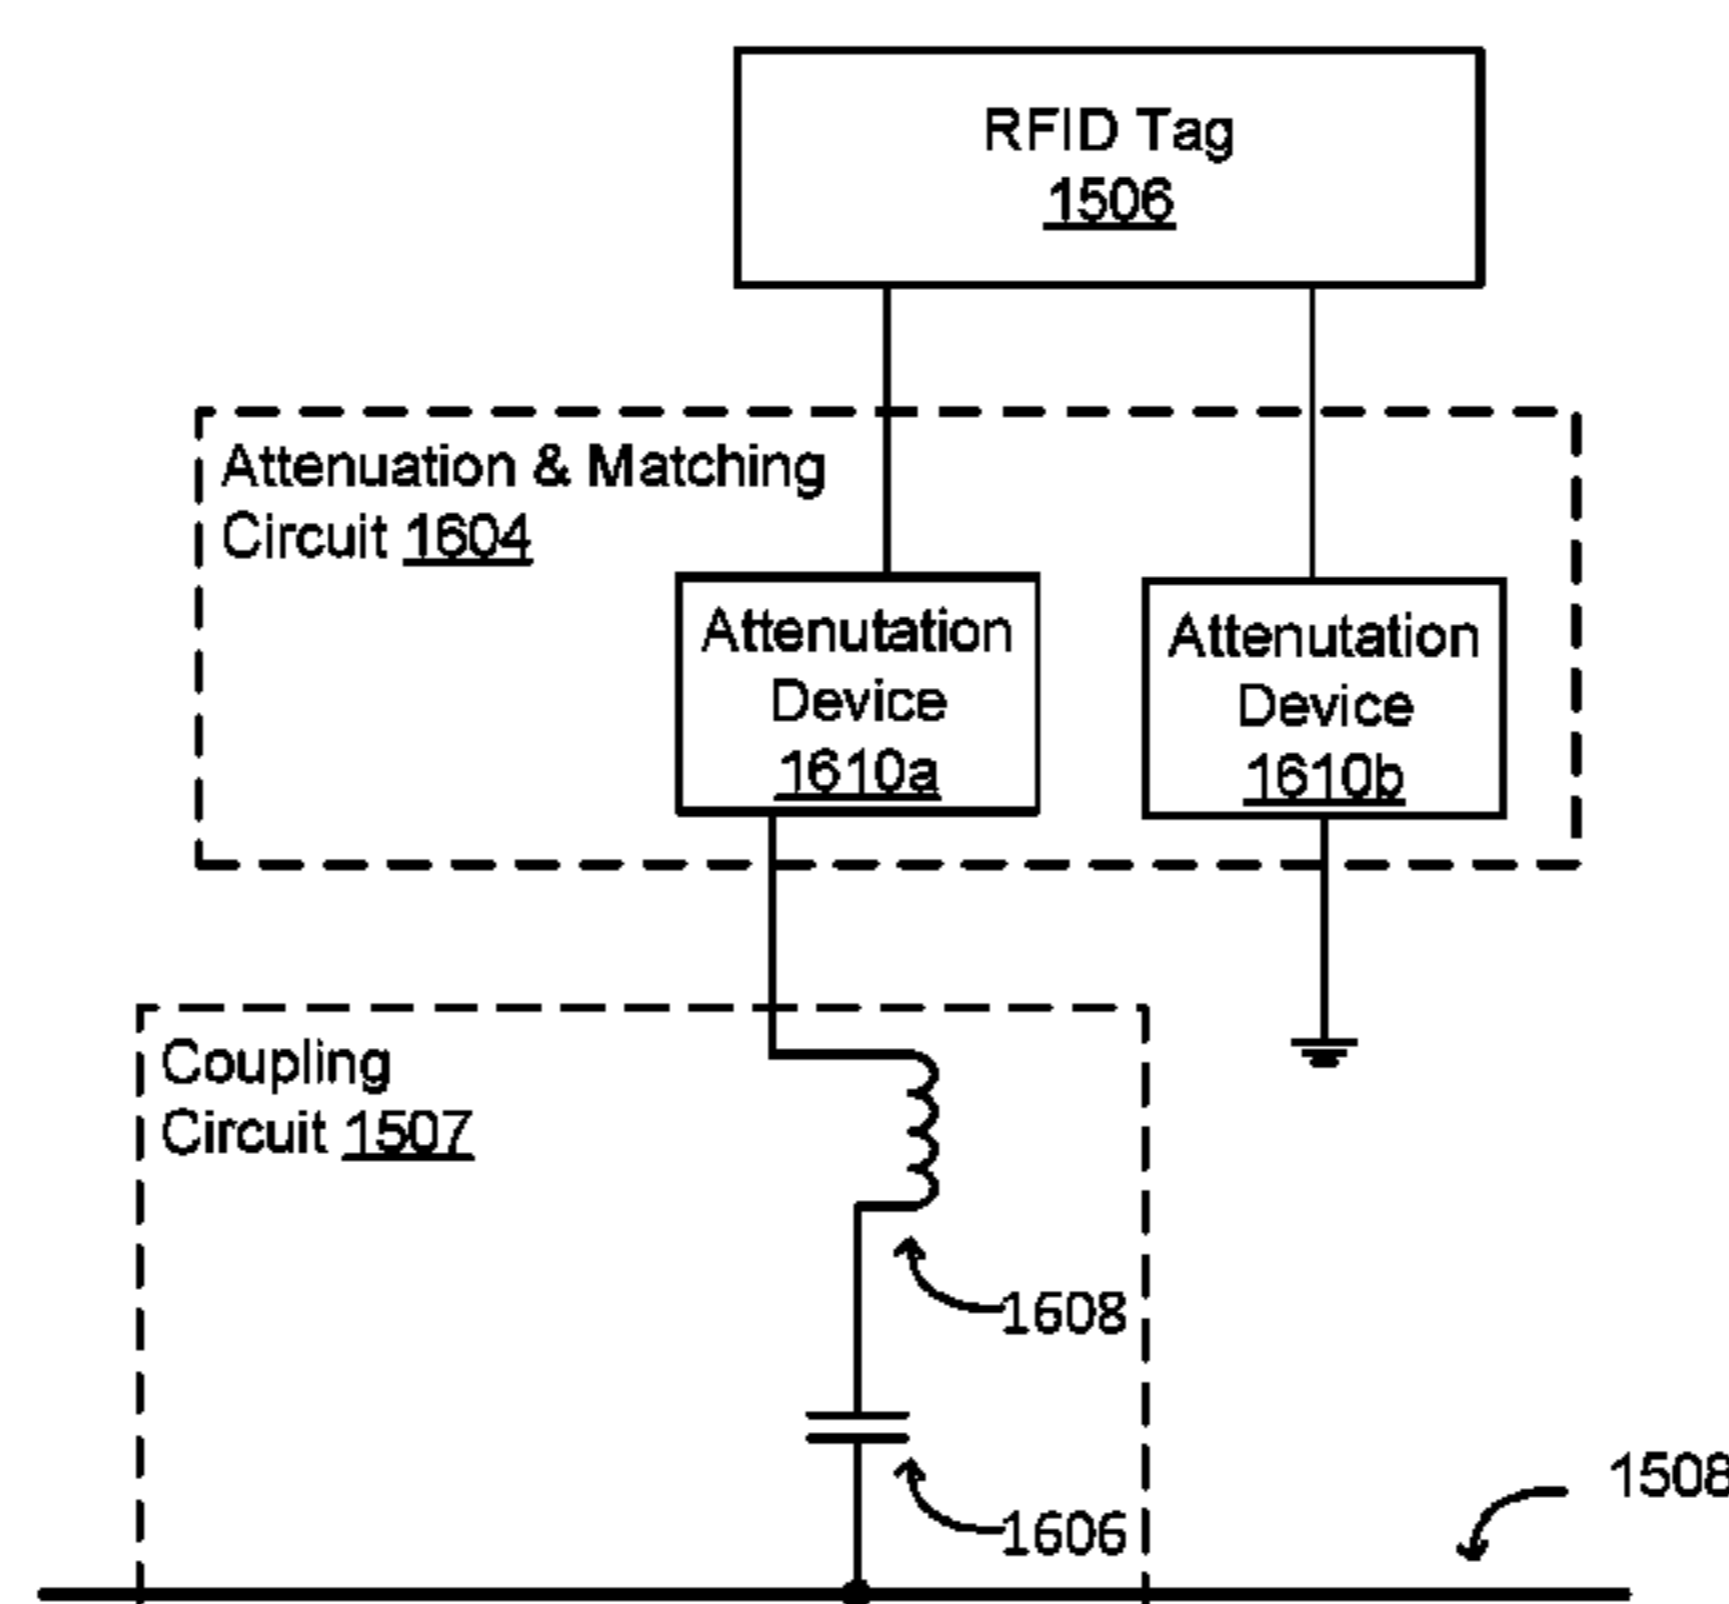 RFID Tag
1506
Attenuation & Matching
Circuit 1604
Attenutation
Device
1610a
Attenutation
Device
1610b
Coupling
Circuit 1507
1608
1606
1508